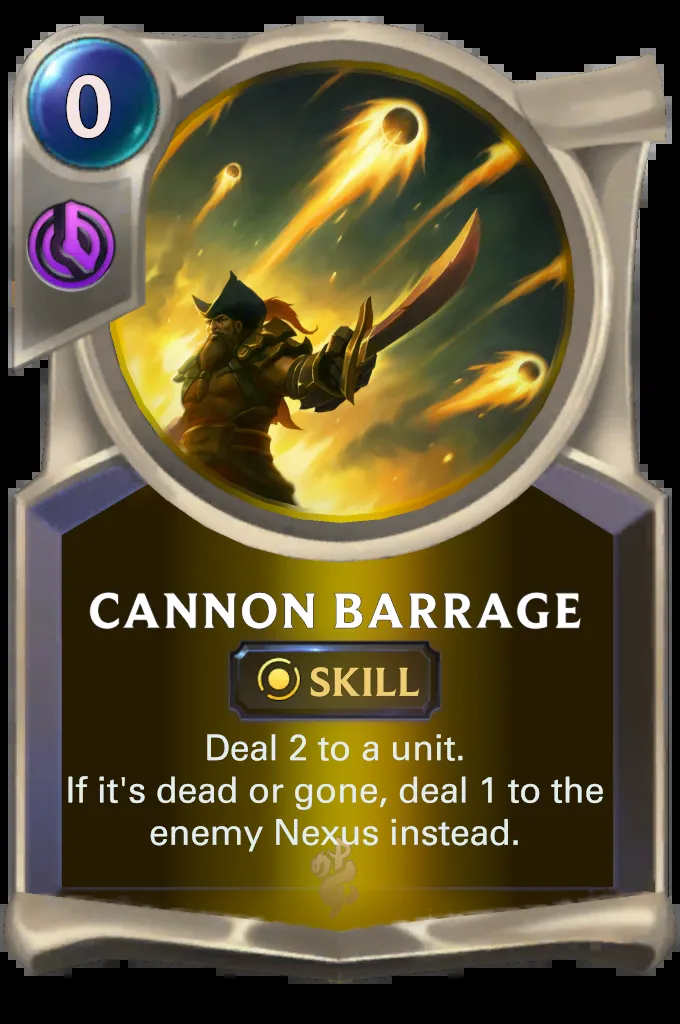 0
CANNON BARRAGE
SKILL
Deal 2 to a unit.
If it's dead or gone, deal 1 to the
enemy Nexus instead.